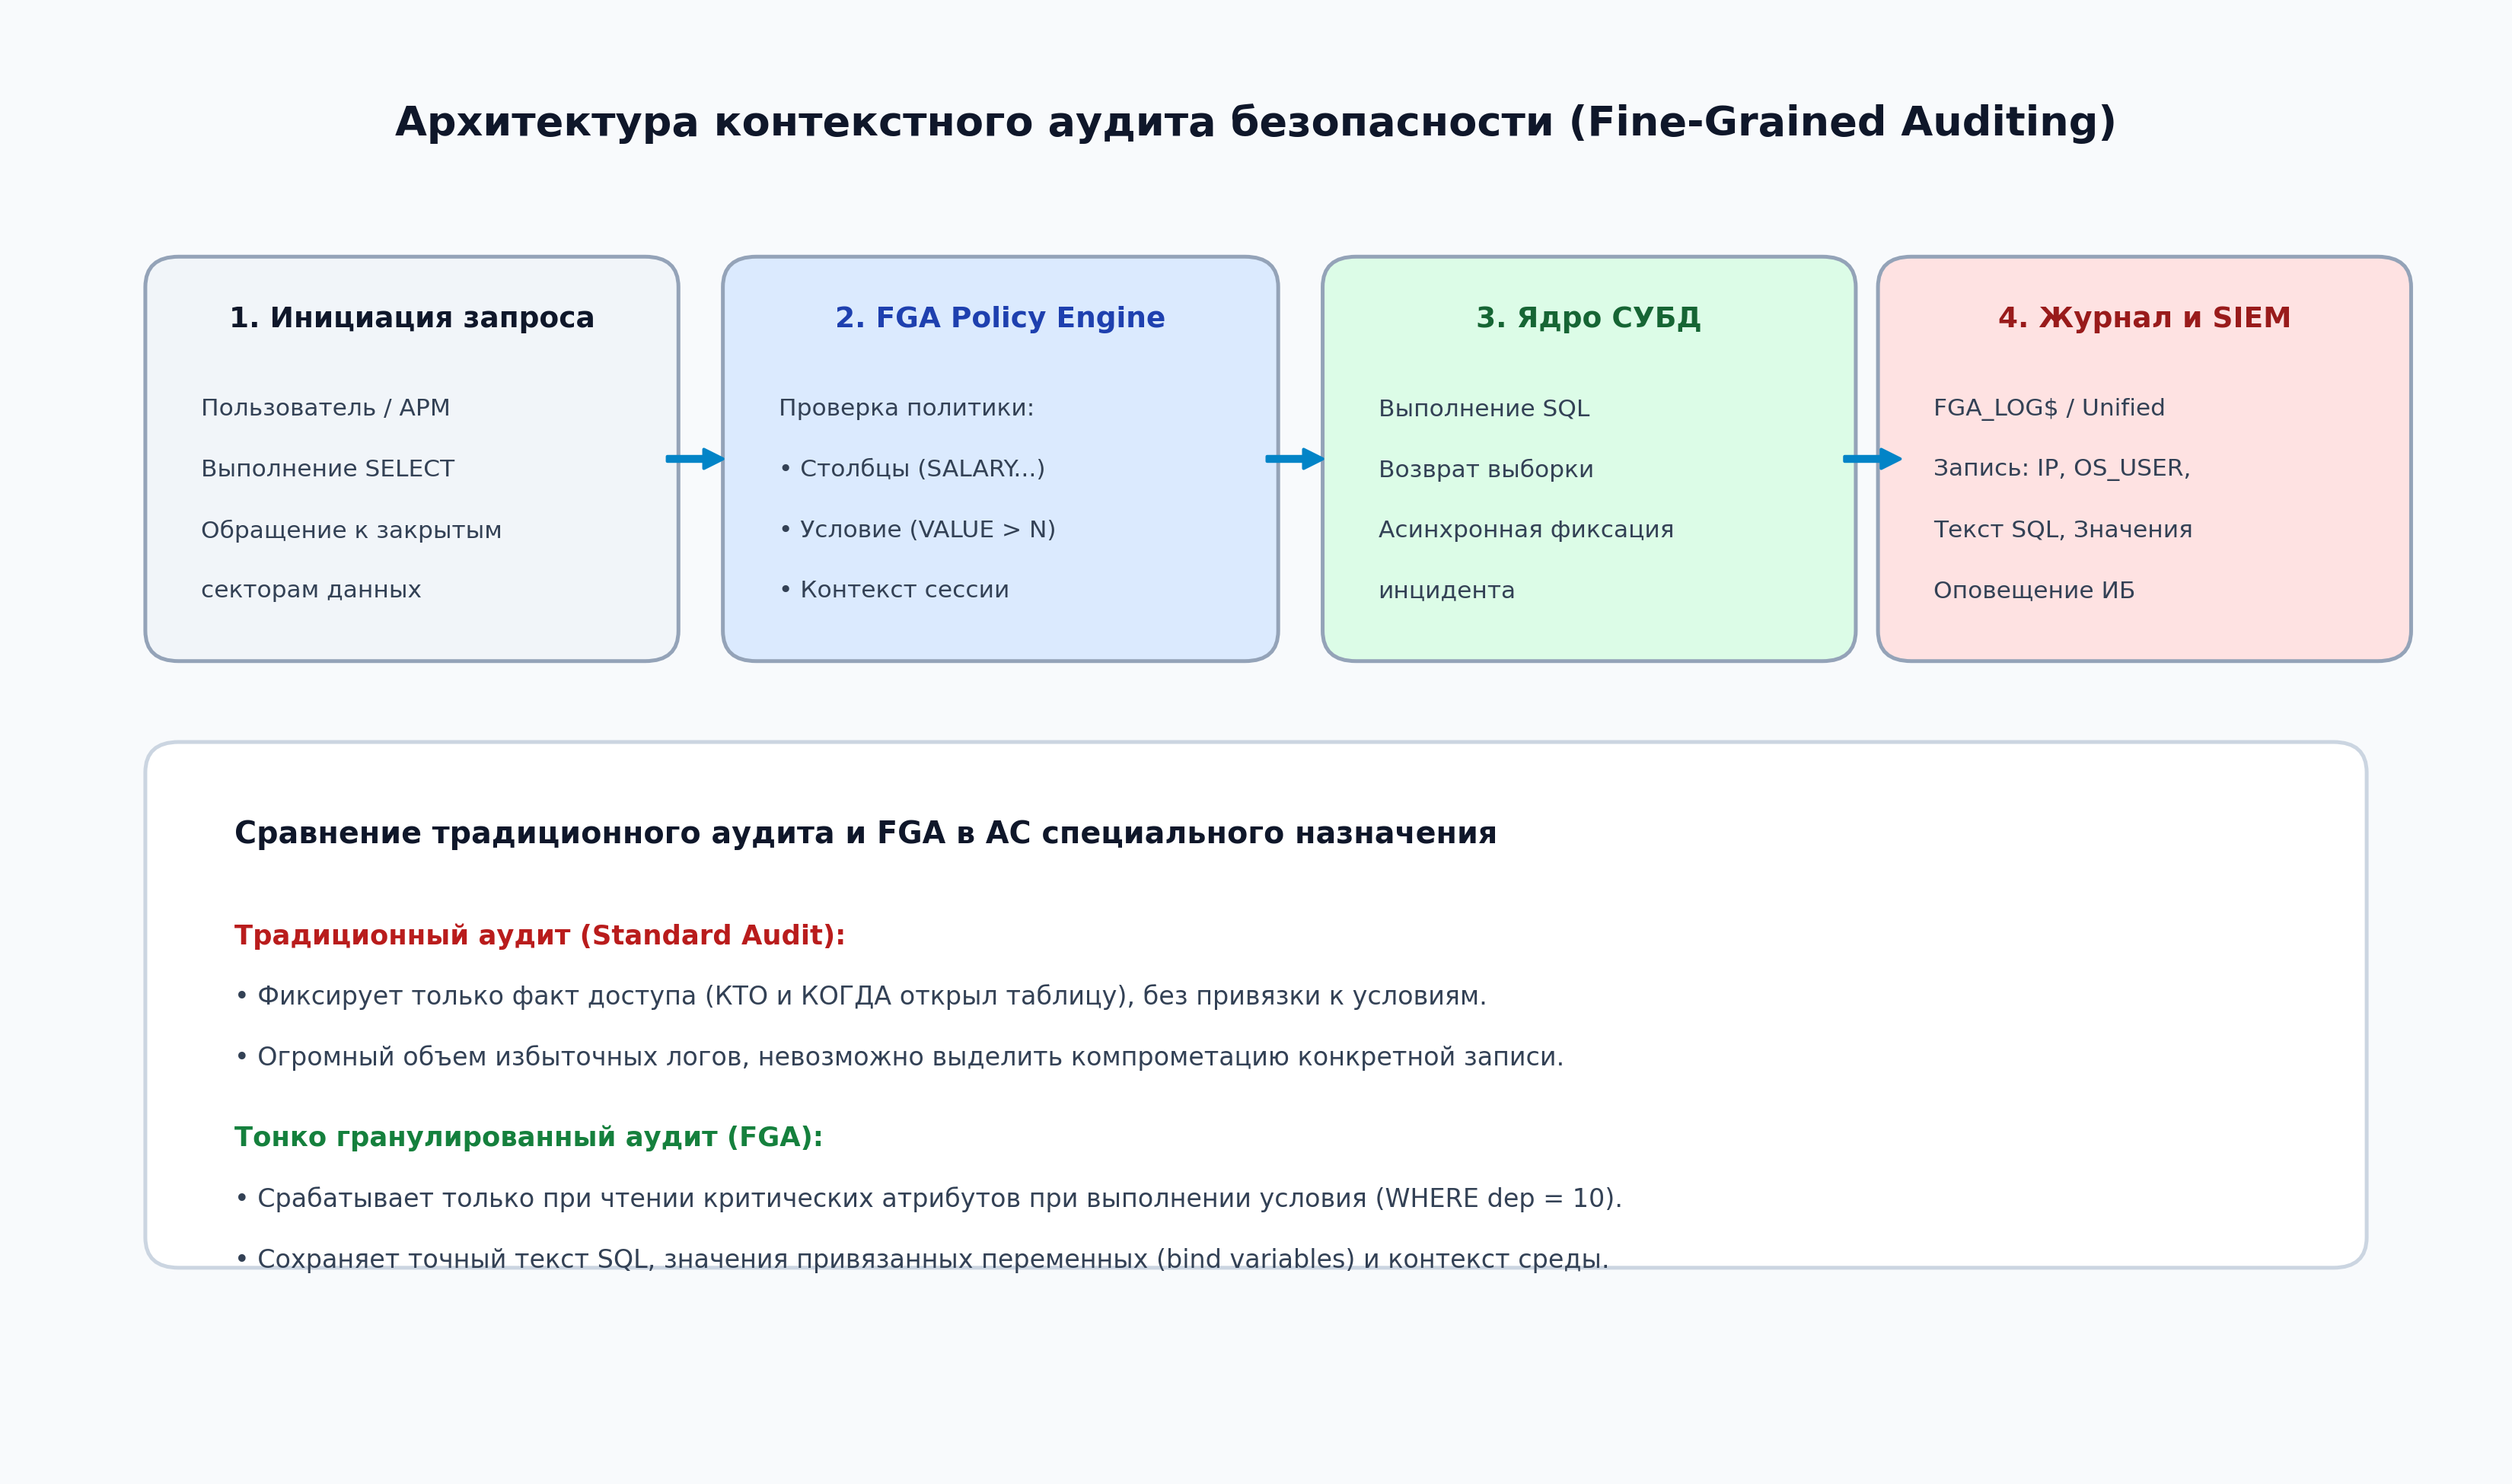 Архитектура контекстного аудита безопасности (Fine-Grained Auditing)
1. Инициация запроса
Пользователь / АРМ
Выполнение SELECT
Обращение к закрытым
секторам данных
2. FGA Policy Engine
Проверка политики:
• Столбцы (SALARY...)
• Условие (VALUE > N)
• Контекст сессии
3. Ядро СУБД
Выполнение SQL
Возврат выборки
Асинхронная фиксация
инцидента
4. Журнал и SIEM
FGA_LOG$ / Unified
Запись: IP, OS_USER,
Текст SQL, Значения
Оповещение ИБ
Сравнение традиционного аудита и FGA в АС специального назначения
Традиционный аудит (Standard Audit):
• Фиксирует только факт доступа (КТО и КОГДА открыл таблицу), без привязки к условиям.
• Огромный объем избыточных логов, невозможно выделить компрометацию конкретной записи.
Тонко гранулированный аудит (FGA):
• Срабатывает только при чтении критических атрибутов при выполнении условия (WHERE dep = 10).
• Сохраняет точный текст SQL, значения привязанных переменных (bind variables) и контекст среды.